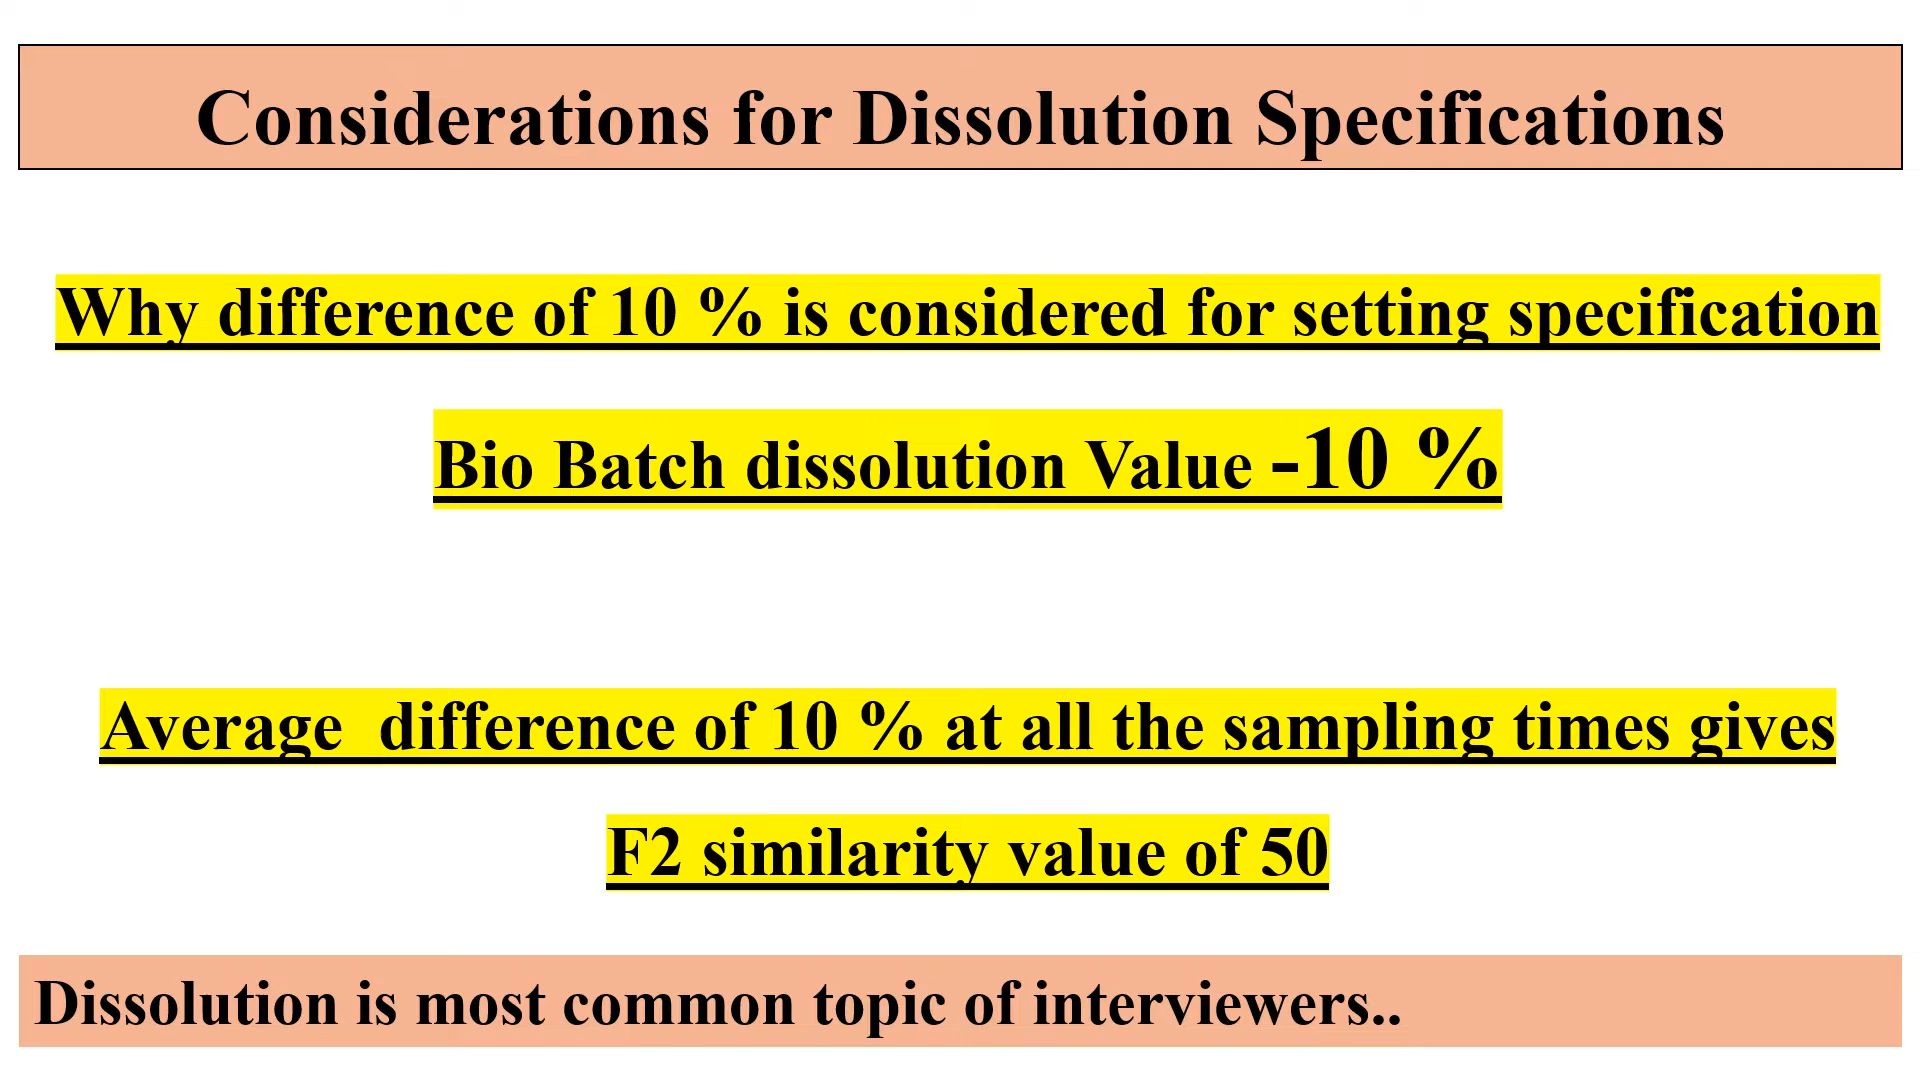 Considerations for Dissolution Specifications
Why difference of 10 % is considered for setting specification
Bio Batch dissolution Value -10 %
Average  difference of 10 % at all the sampling times gives
F2 similarity value of 50
Dissolution is most common topic of interviewers..